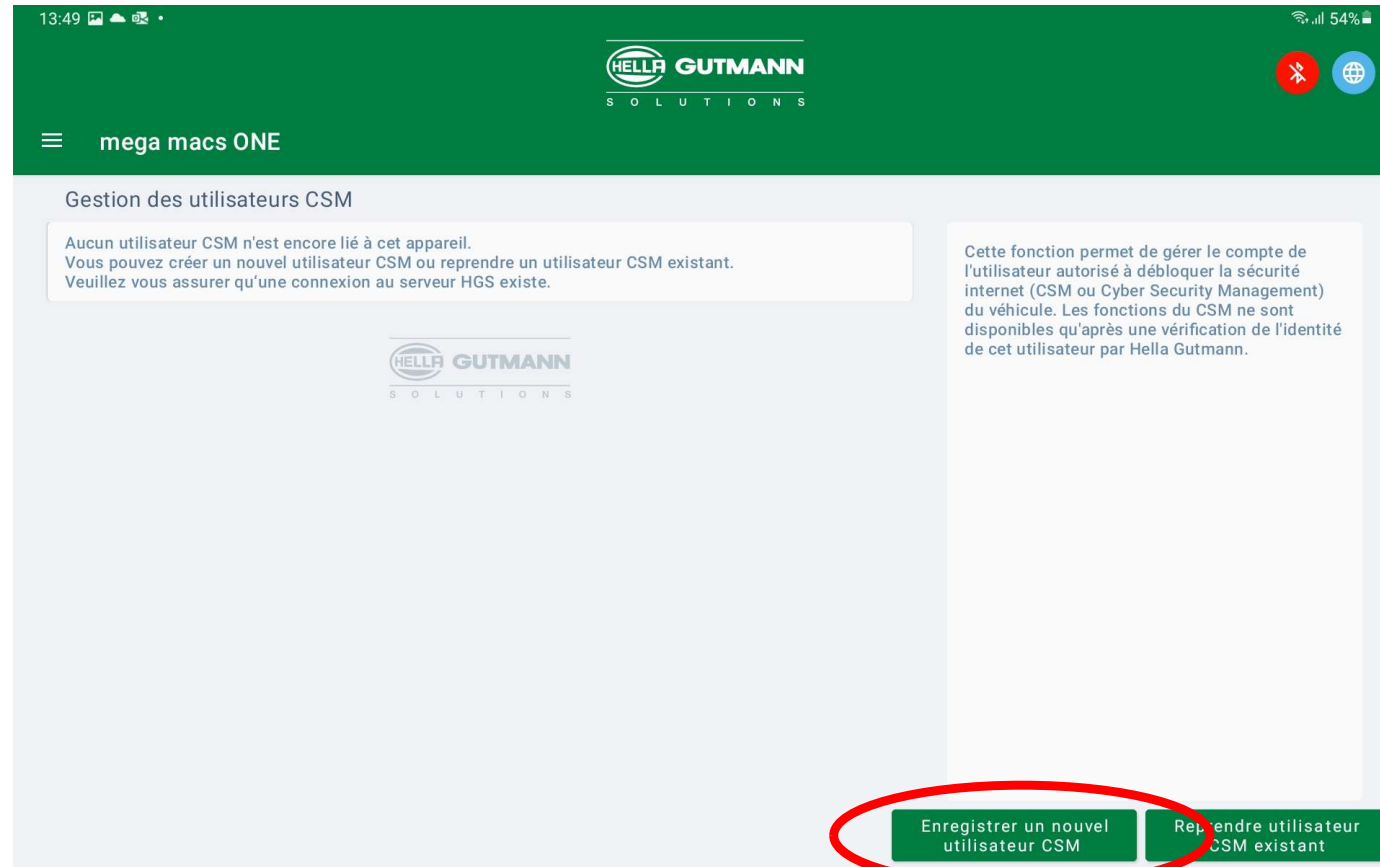 13:49
54%
HELLA GUTMANN
SOLUTIONS
mega macs ONE
Gestion des utilisateurs CSM
Aucun utilisateur CSM n'est encore lié à cet appareil.
Vous pouvez créer un nouvel utilisateur CSM ou reprendre un utilisateur CSM existant.
Veuillez vous assurer qu'une connexion au serveur HGS existe.
HELLA GUTMANN
SOLUTIONS
Cette fonction permet de gérer le compte de
l'utilisateur autorisé à débloquer la sécurité
internet (CSM ou Cyber Security Management)
du véhicule. Les fonctions du CSM ne sont
disponibles qu'après une vérification de l'identité
de cet utilisateur par Hella Gutmann.
Enregistrer un nouvel
utilisateur CSM
Reprendre utilisateur
CSM existant